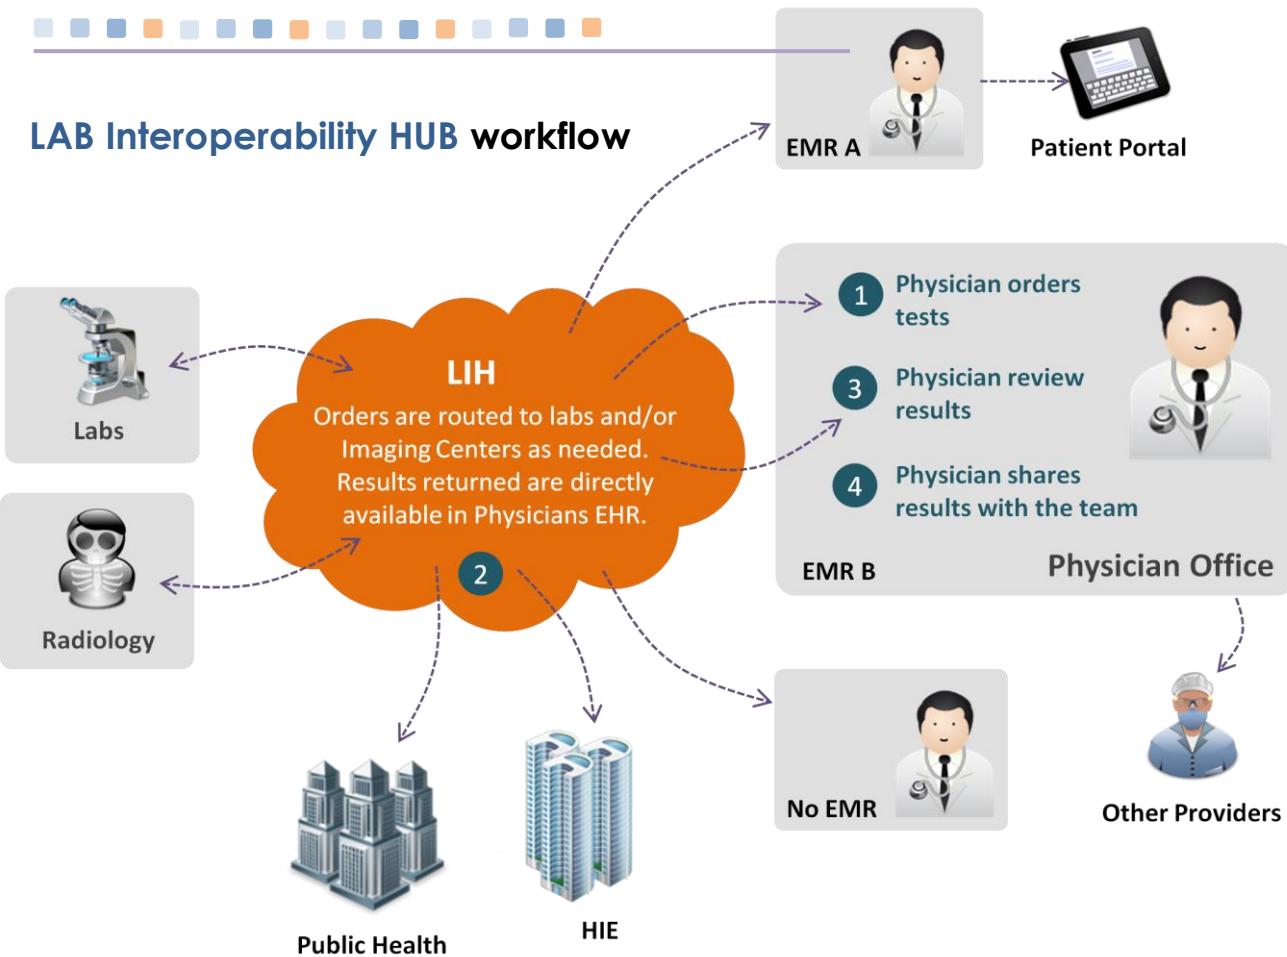 LAB Interoperability HUB workflow
EMR A
Patient Portal
1
Physician orders
tests
3
Physician review
results
4
Physician shares
results with the team
EMR B
Physician Office
Labs
LIH
Orders are routed to labs and/or
Imaging Centers as needed.
Results returned are directly
available in Physicians EHR.
2
Radiology
No EMR
Other Providers
Public Health
HIE